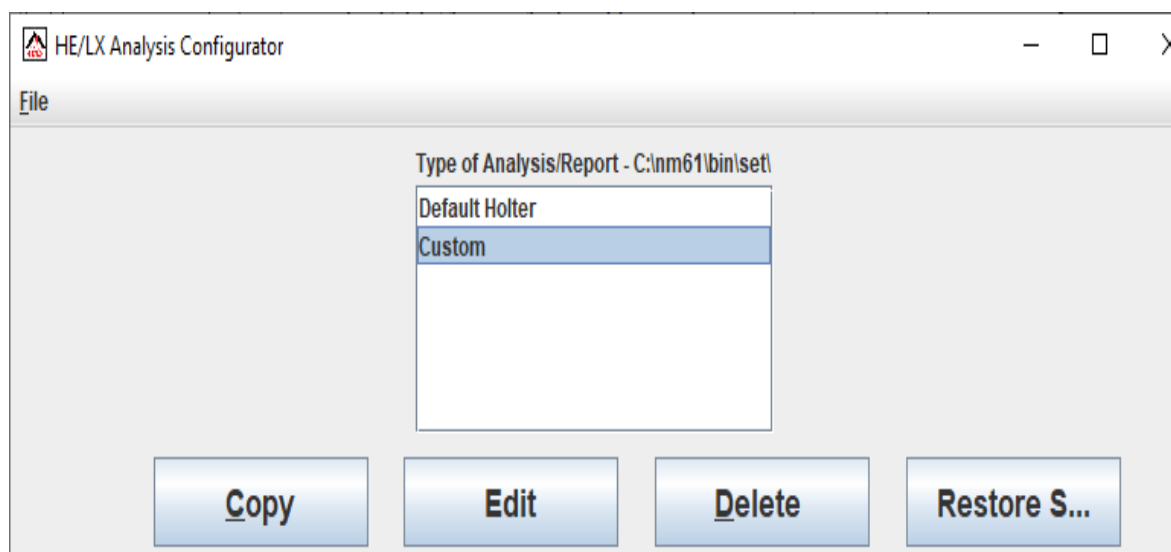 HE/LX Analysis Configurator
File
Type of Analysis/Report - C:\nm61\bin\set\
Default Holter
Custom
Copy Edit Delete Restore S...